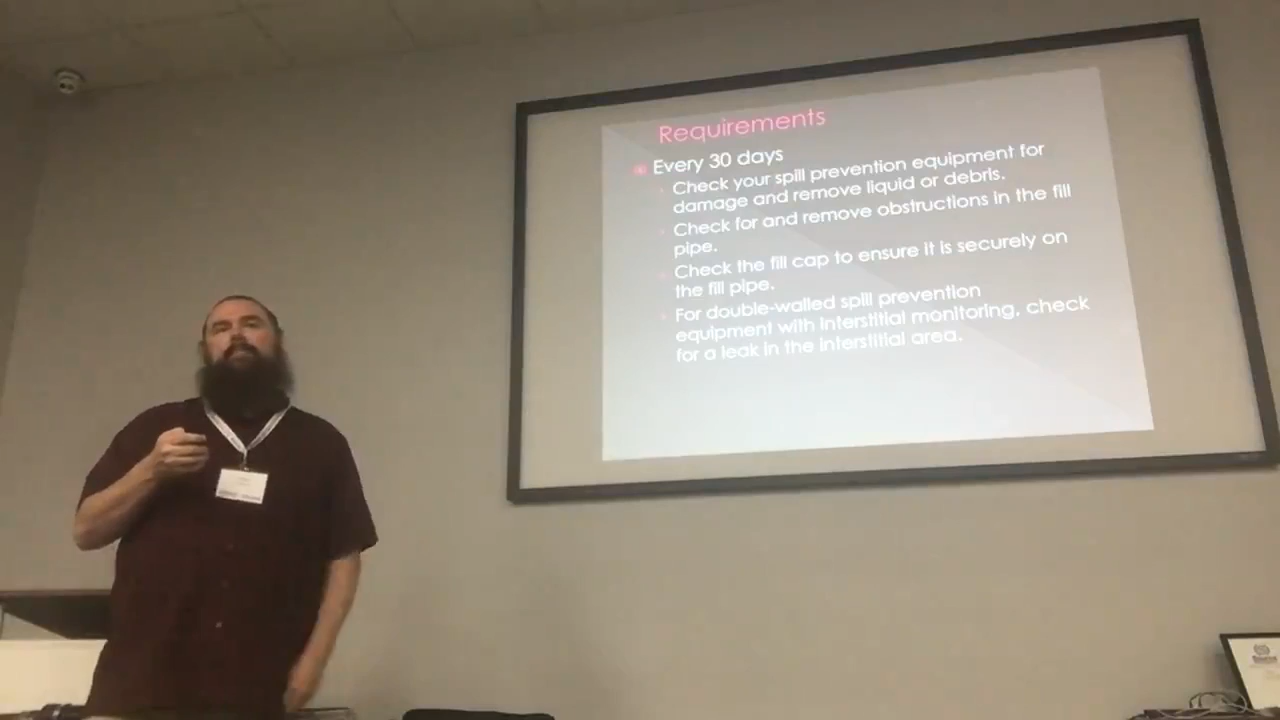 Requirements
Every 30 days
Check your spill prevention equipment for
damage and remove liquid or debris.
Check for and remove obstructions in the fill
pipe.
Check the fill cap to ensure it is securely on
the fill pipe.
For double-walled spill prevention
equipment with interstitial monitoring, check
for a leak in the interstitial area.